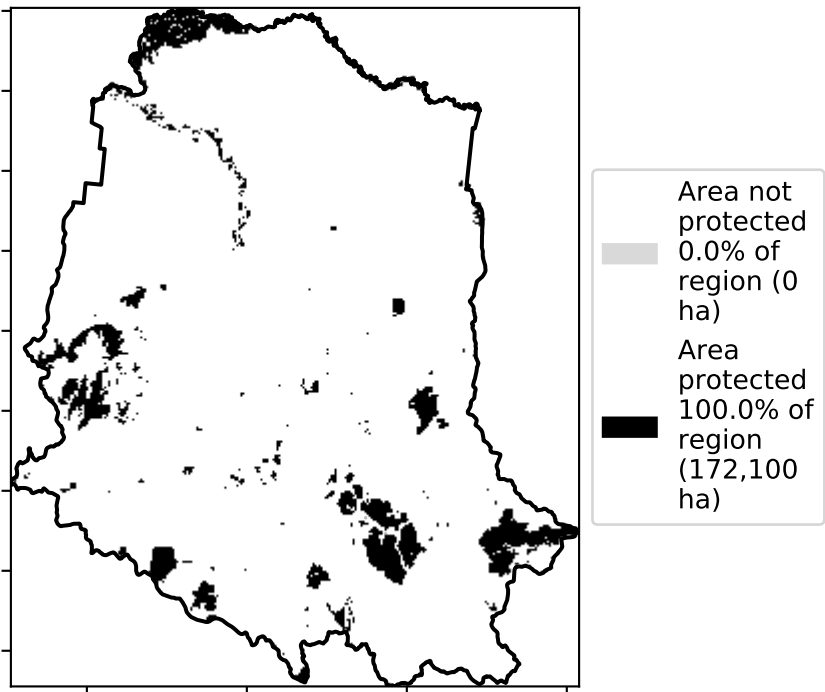 Area not
protected
0.0% of
region (0
ha)
Area
protected
100.0% of
region
(172,100
ha)